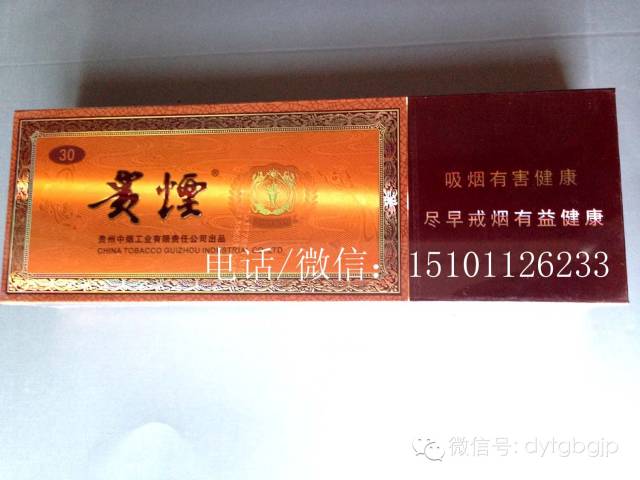 30
贵烟®
贵州中烟工业有限责任公司出品
CHINA TOBACCO GUIZHOU INDUSTRIAL CO., LTD
吸烟有害健康
尽早戒烟有益健康
电话/微信：15101126233
微信号: dytgbgjp